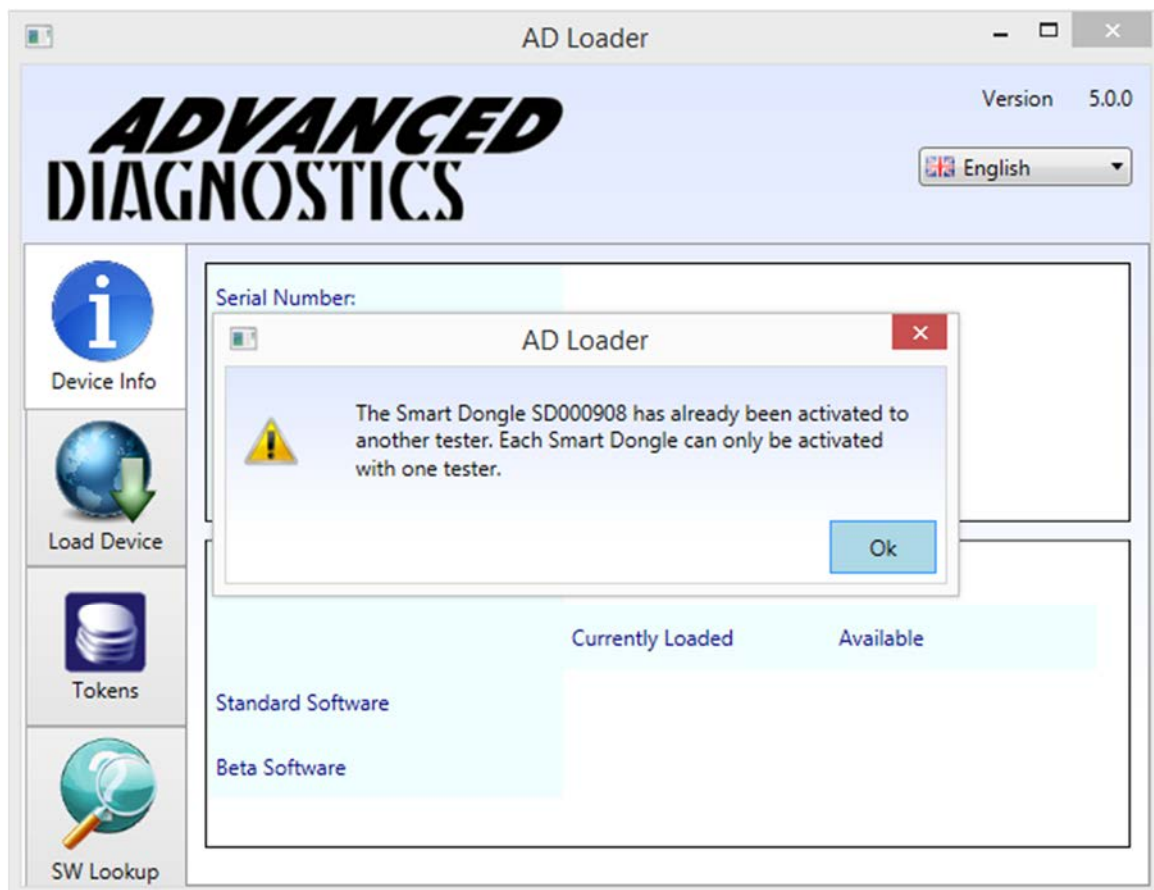 AD Loader
ADVANCED
DIAGNOSTICS
Version 5.0.0
English
Device Info
Load Device
Tokens
SW Lookup
Serial Number:
AD Loader
The Smart Dongle SD000908 has already been activated to
another tester. Each Smart Dongle can only be activated
with one tester.
Ok
Currently Loaded Available
Standard Software
Beta Software